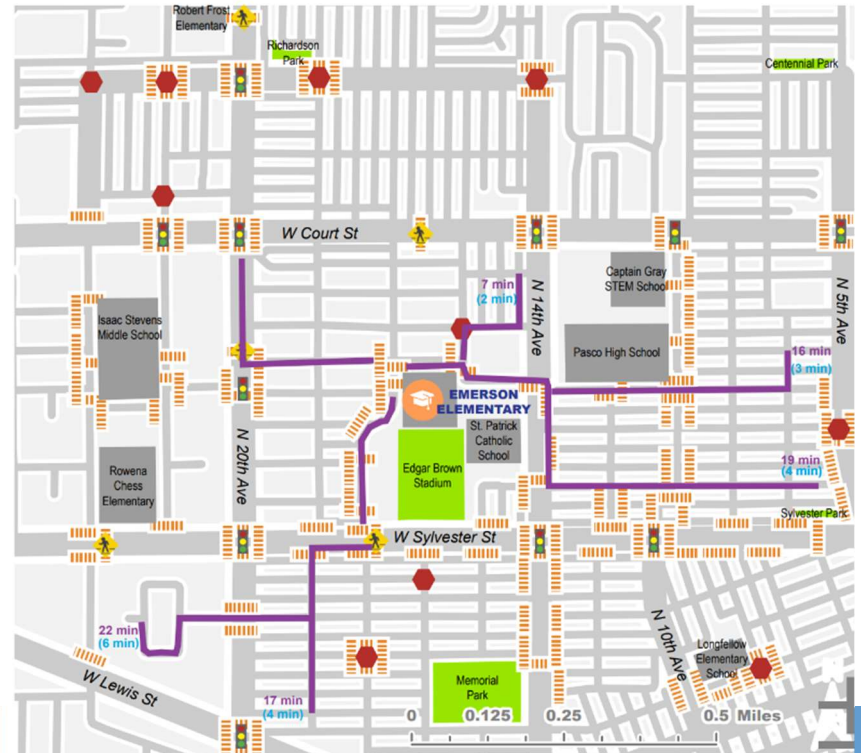 Robert Frost
Elementary
Richardson
Park
Centennial Park
W Court St
7 min
(2 min)
N 14th Ave
Captain Gray
STEM School
N 5th Ave
Isaac Stevens
Middle School
Pasco High School
16 min
(3 min)
EMERSON
ELEMENTARY
St. Patrick
Catholic
School
N 20th Ave
Rowena
Chess
Elementary
Edgar Brown
Stadium
19 min
(4 min)
Sylvester Park
W Sylvester St
22 min
(6 min)
N 10th Ave
Longfellow
Elementary
School
W Lewis St
Memorial
Park
17 min
(4 min)
0 0.125 0.25 0.5 Miles